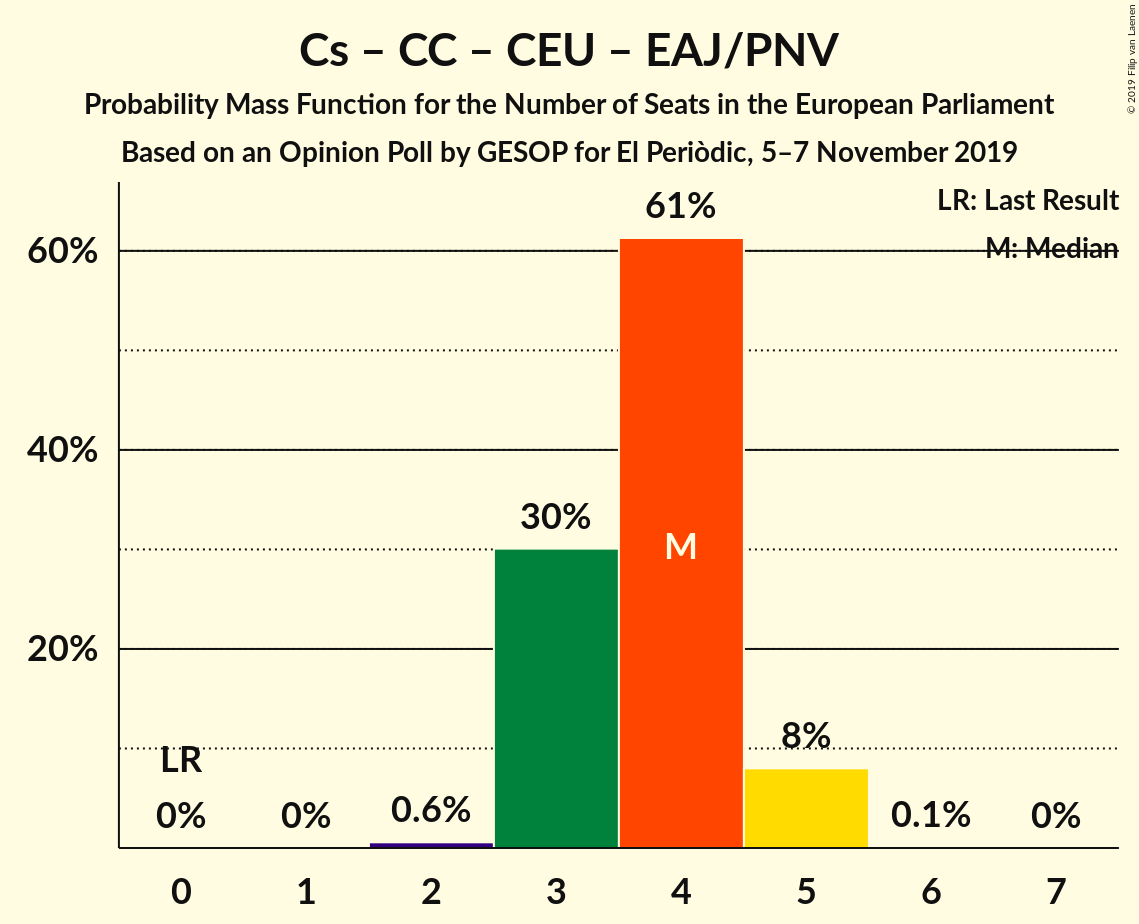 Cs – CC – CEU – EAJ/PNV
Probability Mass Function for the Number of Seats in the European Parliament
Based on an Opinion Poll by GESOP for El Periòdic, 5–7 November 2019
© 2019 Filip van Laenen
LR: Last Result
M: Median
61%
60%
30%
40%
M
20%
8%
LR
0%
0%
0.6%
0.1%
0%
0 1 2 3 4 5 6 7